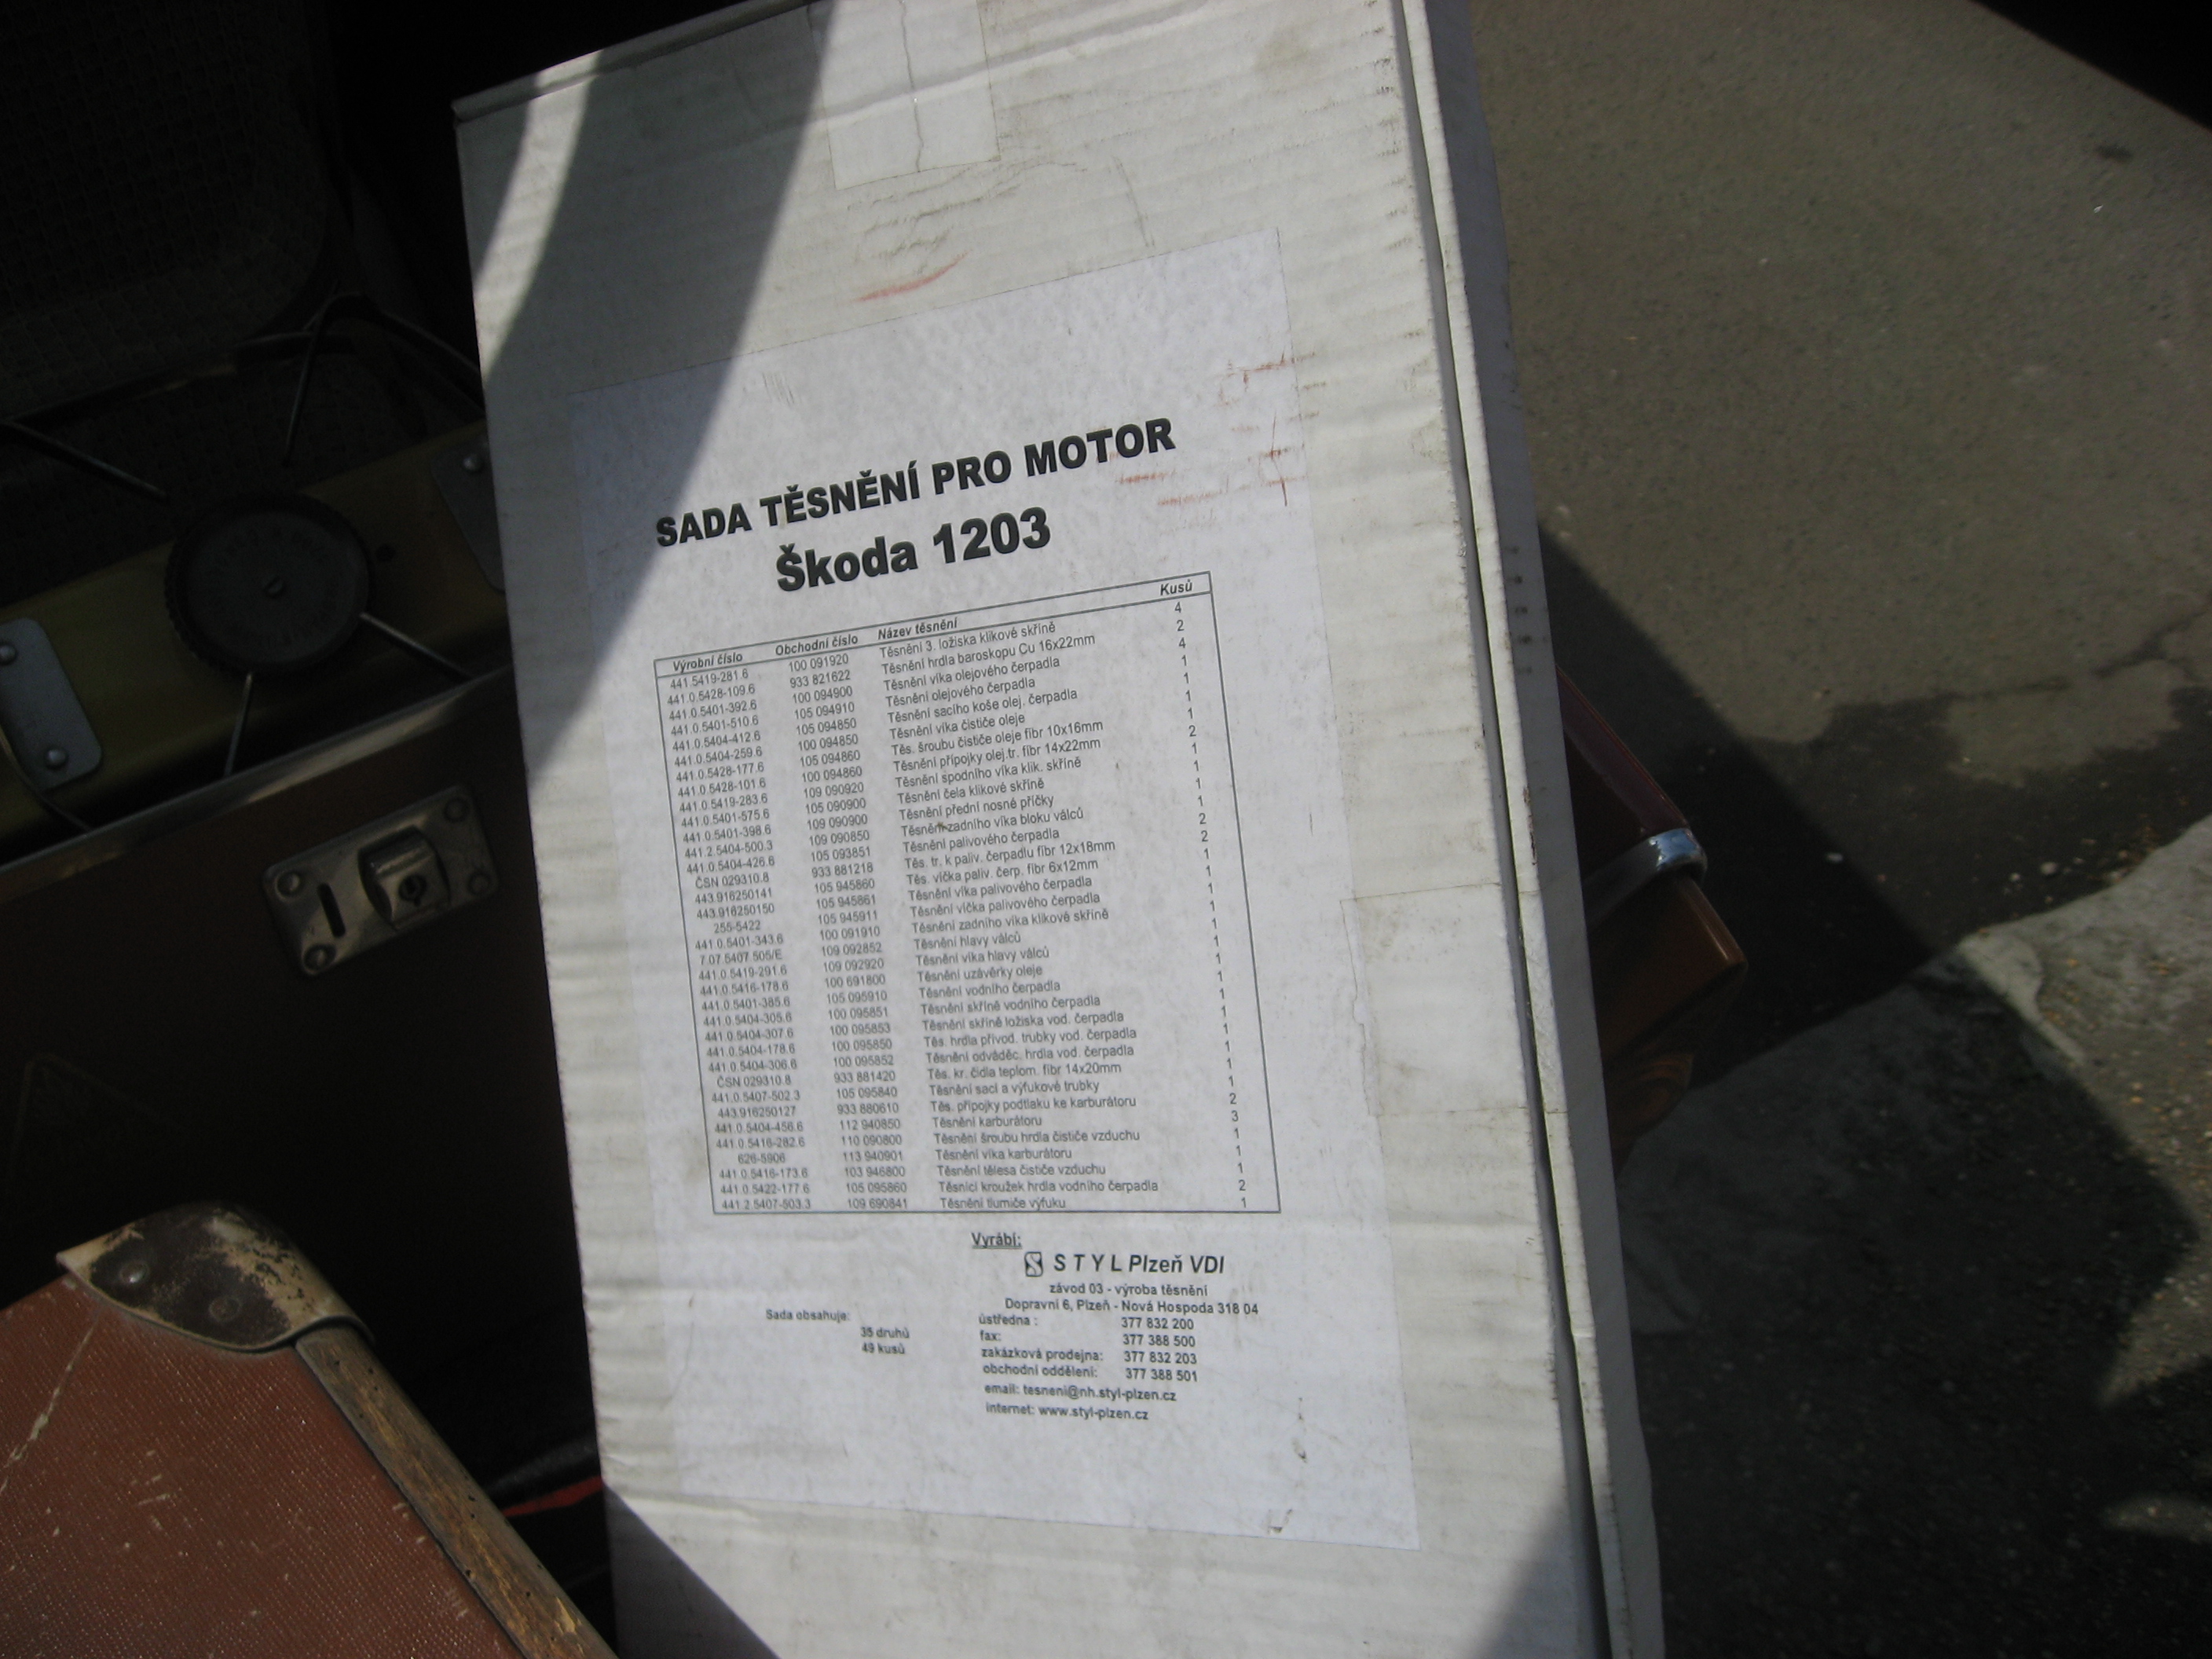 SADA TĚSNĚNÍ PRO MOTOR
Škoda 1203
Výrobní číslo Obchodní číslo Název těsnění Kusů
441.5419-281.6 100 091920 Těsnění 3. ložiska klikové skříně 4
441.0.5428-109.6 933 821622 Těsnění hrdla baroskopu Cu 16x22mm 2
441.0.5401-392.6 100 094900 Těsnění víka olejového čerpadla 4
441.0.5401-510.6 105 094910 Těsnění olejového čerpadla 1
441.0.5404-412.6 105 094850 Těsnění sacího koše olej. čerpadla 1
441.0.5404-259.6 100 094850 Těsnění víka čističe oleje 1
441.0.5428-177.6 105 094860 Těs. šroubu čističe oleje fibr 10x16mm 1
441.0.5428-101.6 100 094860 Těsnění přípojky olej.tr. fibr 14x22mm 2
441.0.5419-283.6 109 090920 Těsnění spodního víka klik. skříně 1
441.0.5401-575.6 105 090900 Těsnění čela klikové skříně 1
441.0.5401-398.6 109 090900 Těsnění přední nosné příčky 1
441.2.5404-500.3 109 090850 Těsnění zadního víka bloku válců 1
441.0.5404-426.6 105 093851 Těsnění palivového čerpadla 2
ČSN 029310.8 933 881218 Těs. tr. k paliv. čerpadlu fibr 12x18mm 2
443.916250141 105 945860 Těs. víčka paliv. čerp. fibr 6x12mm 1
443.916250150 105 945861 Těsnění víka palivového čerpadla 1
255-5422 105 945911 Těsnění víčka palivového čerpadla 1
441.0.5401-343.6 100 091910 Těsnění zadního víka klikové skříně 1
7.07.5407.505/E 109 092852 Těsnění hlavy válců 1
441.0.5419-291.6 109 092920 Těsnění víka hlavy válců 1
441.0.5416-178.6 100 691800 Těsnění uzávěrky oleje 1
441.0.5401-385.6 105 095910 Těsnění vodního čerpadla 1
441.0.5404-305.6 100 095851 Těsnění skříně vodního čerpadla 1
441.0.5404-307.6 100 095853 Těsnění skříně ložiska vod. čerpadla 1
441.0.5404-178.6 100 095850 Těs. hrdla přívod. trubky vod. čerpadla 1
441.0.5404-306.6 100 095852 Těsnění odváděc. hrdla vod. čerpadla 1
ČSN 029310.8 933 881420 Těs. kr. čidla teplom. fibr 14x20mm 1
441.0.5407-502.3 105 095840 Těsnění sací a výfukové trubky 1
443.916250127 933 880610 Těs. přípojky podtlaku ke karburátoru 2
441.0.5404-456.6 112 940850 Těsnění karburátoru 3
441.0.5416-282.6 110 090800 Těsnění šroubu hrdla čističe vzduchu 1
626-5906 113 940901 Těsnění víka karburátoru 1
441.0.5416-173.6 103 946800 Těsnění tělesa čističe vzduchu 1
441.0.5422-177.6 105 095860 Těsnící kroužek hrdla vodního čerpadla 2
441.2.5407-503.3 109 690841 Těsnění tlumiče výfuku 1
Vyrábí:
S T Y L Plzeň VDI
závod 03 - výroba těsnění
Dopravní 6, Plzeň - Nová Hospoda 318 04
Sada obsahuje:
35 druhů
49 kusů
ústředna : 377 832 200
fax: 377 388 500
zakázková prodejna: 377 832 203
obchodní oddělení: 377 388 501
email: tesneni@nh.styl-plzen.cz
internet: www.styl-plzen.cz